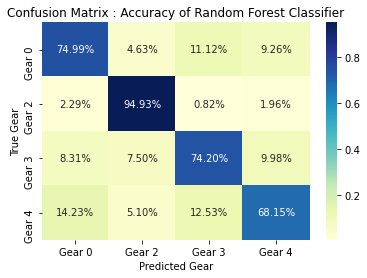 Confusion Matrix : Accuracy of Random Forest Classifier
True Gear
Gear 0
74.99% 4.63% 11.12% 9.26%
Gear 2
2.29% 94.93% 0.82% 1.96%
Gear 3
8.31% 7.50% 74.20% 9.98%
Gear 4
14.23% 5.10% 12.53% 68.15%
Gear 0 Gear 2 Gear 3 Gear 4
Predicted Gear
0.8
0.6
0.4
0.2